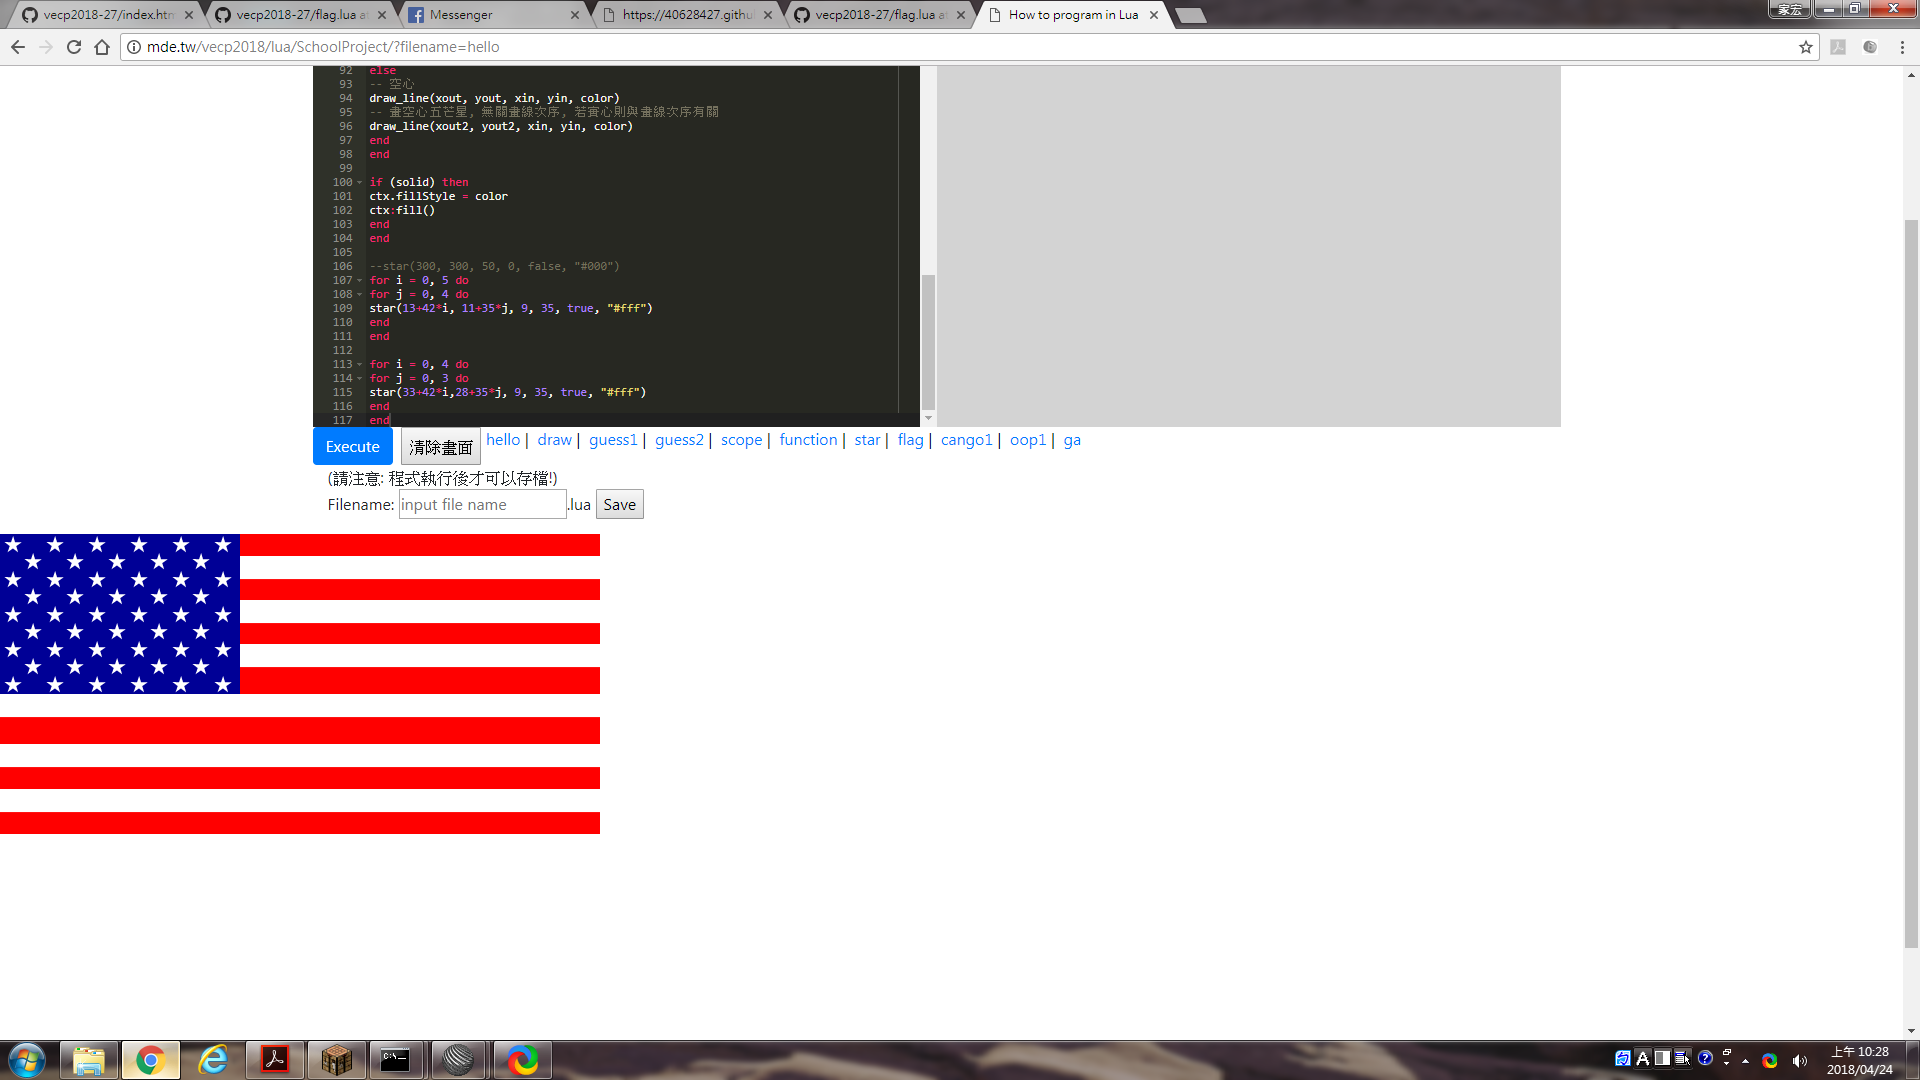 vecp2018-27/index.htm
vecp2018-27/flag.lua at
Messenger
https://40628427.githu
vecp2018-27/flag.lua at
How to program in Lua
家宏
mde.tw/vecp2018/lua/SchoolProject/?filename=hello
92 else
93 -- 空心
94 draw_line(xout, yout, xin, yin, color)
95 -- 畫空心五芒星, 無關畫線次序, 若實心則與畫線次序有關
96 draw_line(xout2, yout2, xin, yin, color)
97 end
98 end
99
100 if (solid) then
101 ctx.fillStyle = color
102 ctx:fill()
103 end
104 end
105
106 --star(300, 300, 50, 0, false, "#000")
107 for i = 0, 5 do
108 for j = 0, 4 do
109 star(13+42*i, 11+35*j, 9, 35, true, "#fff")
110 end
111 end
112
113 for i = 0, 4 do
114 for j = 0, 3 do
115 star(33+42*i,28+35*j, 9, 35, true, "#fff")
116 end
117 end
Execute 清除畫面 hello | draw | guess1 | guess2 | scope | function | star | flag | cango1 | oop1 | ga
(請注意: 程式執行後才可以存檔!)
Filename: input file name .lua Save
C:\
A
上午 10:28
2018/04/24